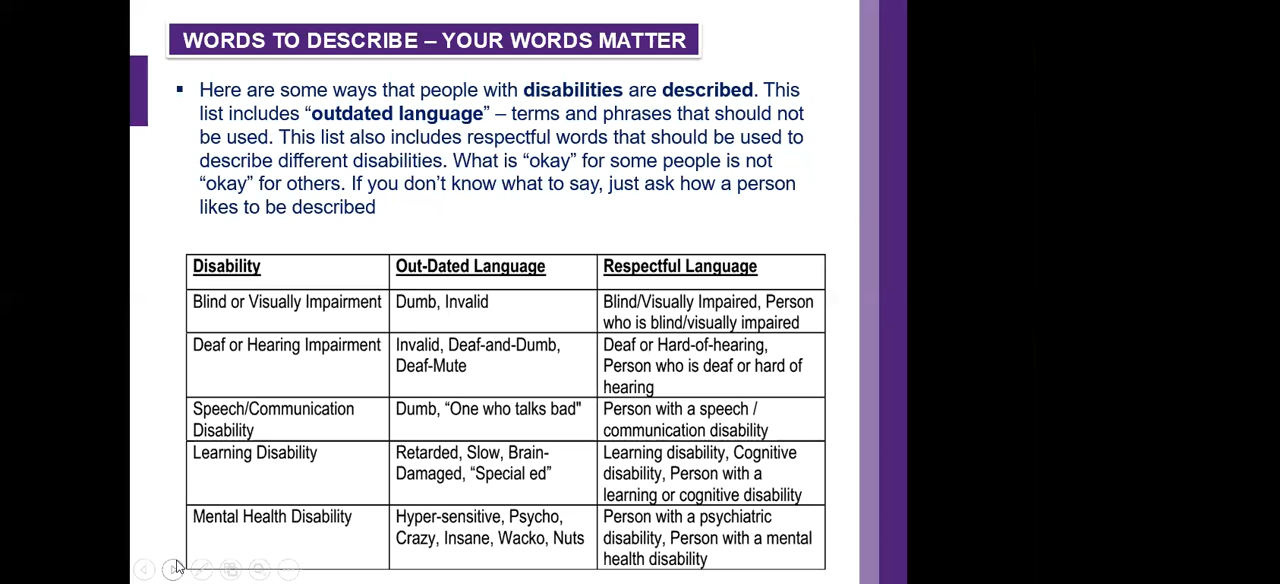 WORDS TO DESCRIBE – YOUR WORDS MATTER
▪ Here are some ways that people with disabilities are described. This
list includes “outdated language” – terms and phrases that should not
be used. This list also includes respectful words that should be used to
describe different disabilities. What is “okay” for some people is not
“okay” for others. If you don’t know what to say, just ask how a person
likes to be described
Disability Out-Dated Language Respectful Language
Blind or Visually Impairment Dumb, Invalid Blind/Visually Impaired, Person
who is blind/visually impaired
Deaf or Hearing Impairment Invalid, Deaf-and-Dumb, Deaf or Hard-of-hearing,
Deaf-Mute Person who is deaf or hard of
hearing
Speech/Communication Dumb, “One who talks bad" Person with a speech /
Disability communication disability
Learning Disability Retarded, Slow, Brain- Learning disability, Cognitive
Damaged, “Special ed” disability, Person with a
learning or cognitive disability
Mental Health Disability Hyper-sensitive, Psycho, Person with a psychiatric
Crazy, Insane, Wacko, Nuts disability, Person with a mental
health disability